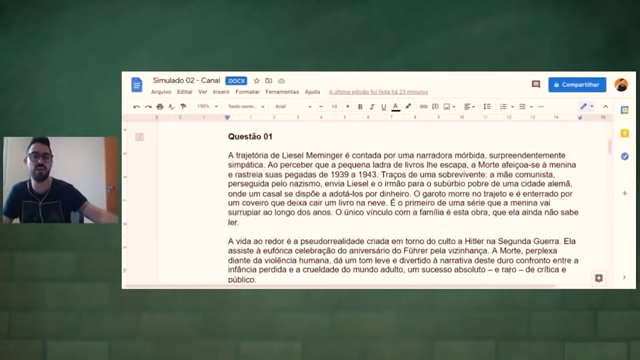 Simulado 02 - Canal .DOCX
Arquivo Editar Ver Inserir Formatar Ferramentas Ajuda A última edição foi feita há 23 minutos
Compartilhar
150% Texto norm... Arial
Questão 01
A trajetória de Liesel Meminger é contada por uma narradora mórbida, surpreendentemente
simpática. Ao perceber que a pequena ladra de livros lhe escapa, a Morte afeiçoa-se à menina
e rastreia suas pegadas de 1939 a 1943. Traços de uma sobrevivente: a mãe comunista,
perseguida pelo nazismo, envia Liesel e o irmão para o subúrbio pobre de uma cidade alemã,
onde um casal se dispõe a adotá-los por dinheiro. O garoto morre no trajeto e é enterrado por
um coveiro que deixa cair um livro na neve. É o primeiro de uma série que a menina vai
surrupiar ao longo dos anos. O único vínculo com a família é esta obra, que ela ainda não sabe
ler.
A vida ao redor é a pseudorrealidade criada em torno do culto a Hitler na Segunda Guerra. Ela
assiste à eufórica celebração do aniversário do Führer pela vizinhança. A Morte, perplexa
diante da violência humana, dá um tom leve e divertido à narrativa deste duro confronto entre a
infância perdida e a crueldade do mundo adulto, um sucesso absoluto – e raro – de crítica e
público.